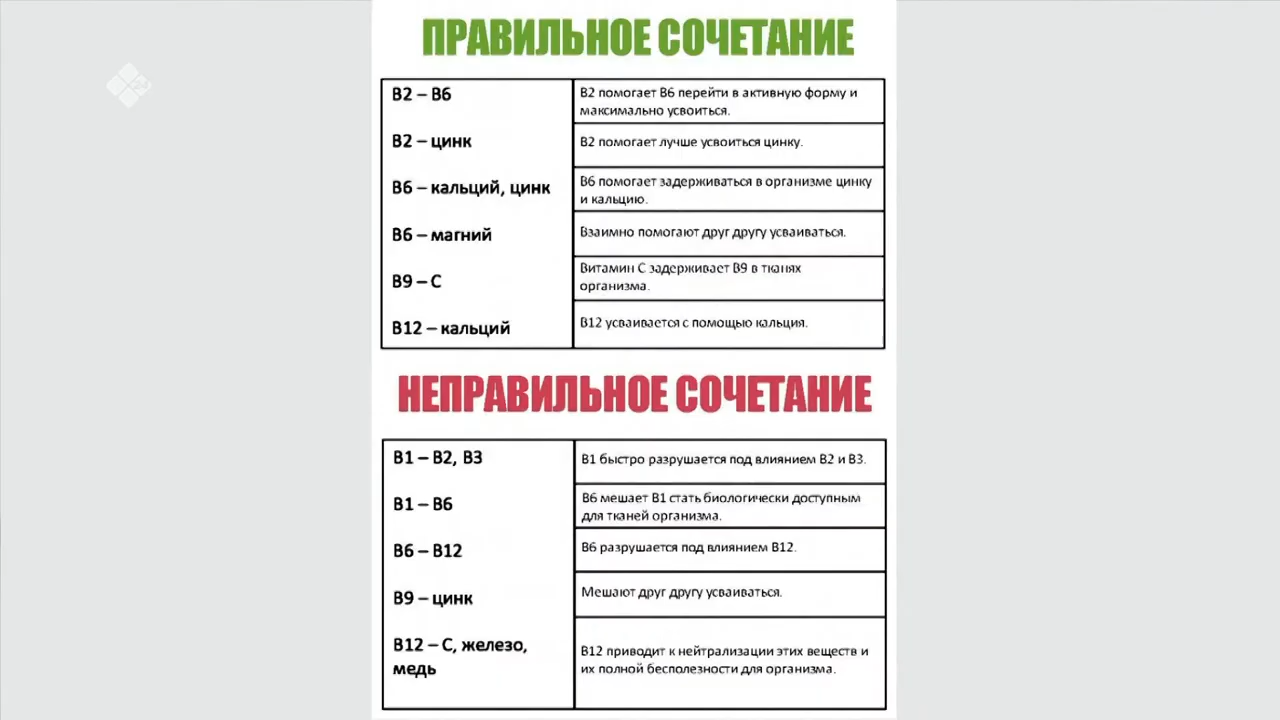 ПРАВИЛЬНОЕ СОЧЕТАНИЕ
В2 – В6
В2 помогает В6 перейти в активную форму и
максимально усвоиться.
В2 – цинк
В2 помогает лучше усвоиться цинку.
В6 – кальций, цинк
В6 помогает задерживаться в организме цинку
и кальцию.
В6 – магний
Взаимно помогают друг другу усваиваться.
В9 – С
Витамин С задерживает В9 в тканях
организма.
В12 – кальций
В12 усваивается с помощью кальция.
НЕПРАВИЛЬНОЕ СОЧЕТАНИЕ
В1 – В2, В3
В1 быстро разрушается под влиянием В2 и В3.
В1 – В6
В6 мешает В1 стать биологически доступным
для тканей организма.
В6 – В12
В6 разрушается под влиянием В12.
В9 – цинк
Мешают друг другу усваиваться.
В12 – С, железо,
медь
В12 приводит к нейтрализации этих веществ и
их полной бесполезности для организма.